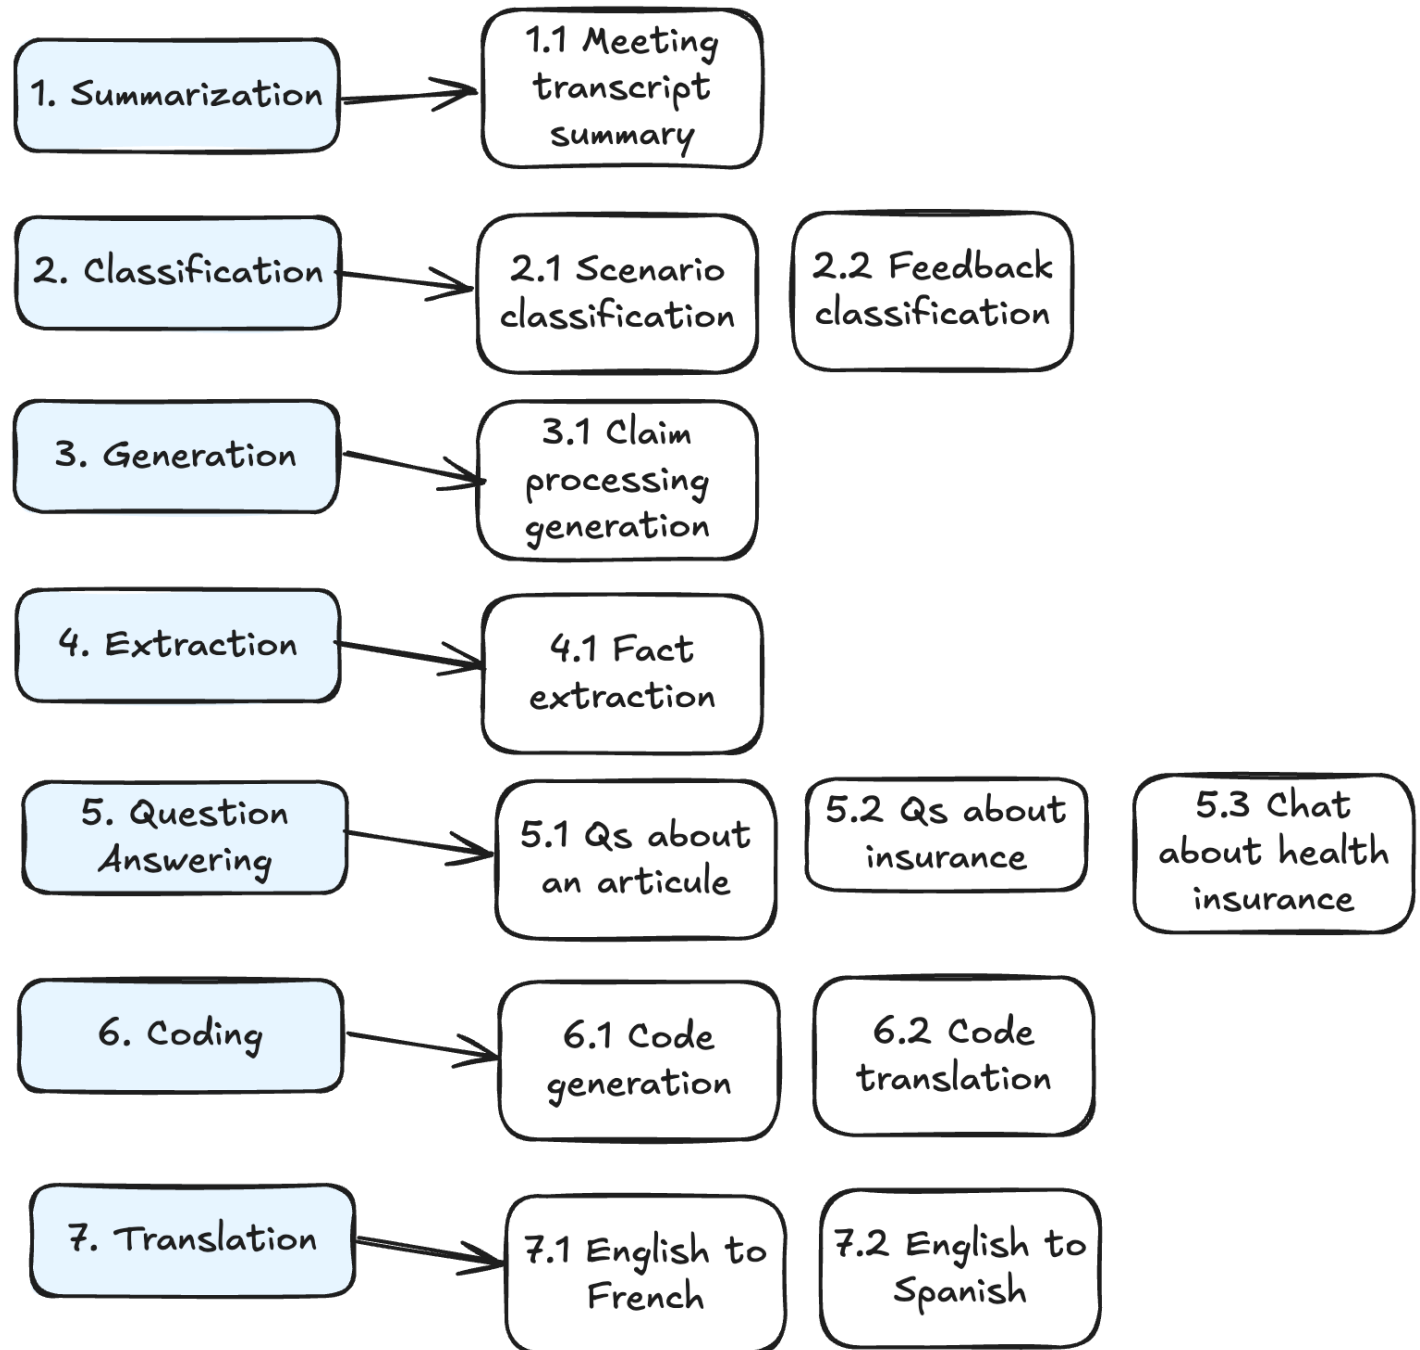 1. Summarization
1.1 Meeting
transcript
summary
2. Classification
2.1 Scenario
classification
2.2 Feedback
classification
3. Generation
3.1 Claim
processing
generation
4. Extraction
4.1 Fact
extraction
5. Question
Answering
5.1 Qs about
an articule
5.2 Qs about
insurance
5.3 Chat
about health
insurance
6. Coding
6.1 Code
generation
6.2 Code
translation
7. Translation
7.1 English to
French
7.2 English to
Spanish